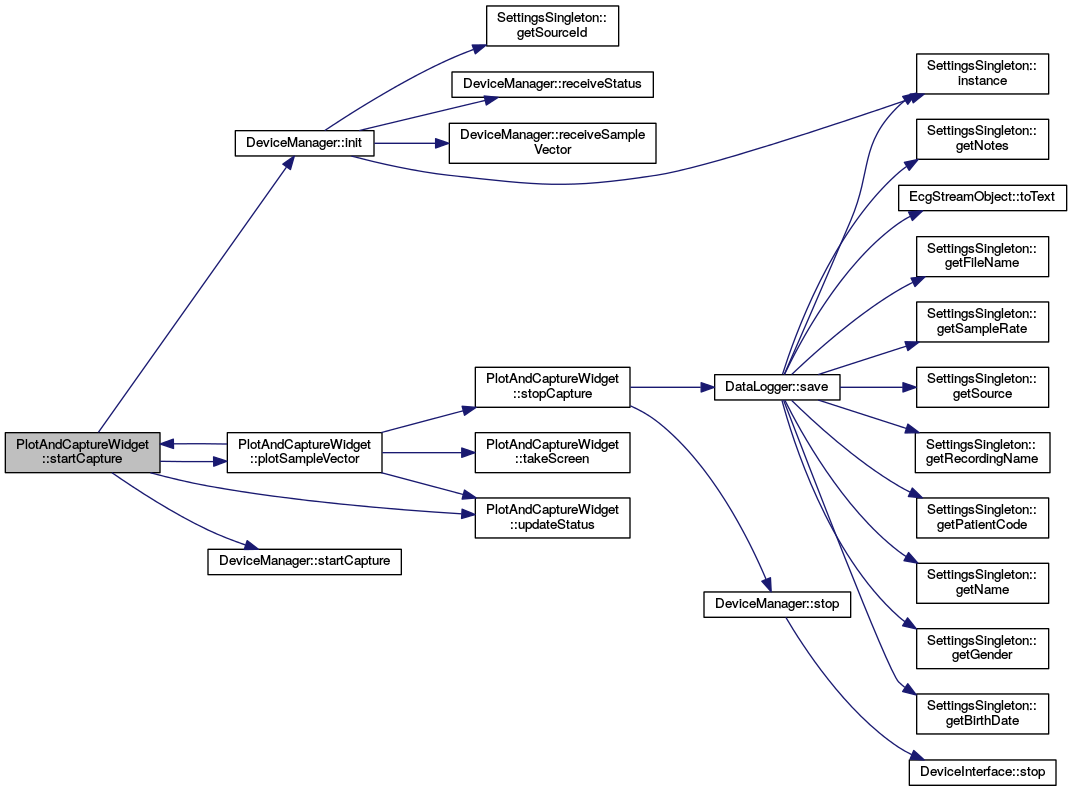 SettingsSingleton::
getSourceId
DeviceManager::receiveStatus
DeviceManager::init
DeviceManager::receiveSample
Vector
SettingsSingleton::
instance
SettingsSingleton::
getNotes
EcgStreamObject::toText
SettingsSingleton::
getFileName
SettingsSingleton::
getSampleRate
PlotAndCaptureWidget
::stopCapture
DataLogger::save
SettingsSingleton::
getSource
PlotAndCaptureWidget
::startCapture
PlotAndCaptureWidget
::plotSampleVector
PlotAndCaptureWidget
::takeScreen
SettingsSingleton::
getRecordingName
PlotAndCaptureWidget
::updateStatus
SettingsSingleton::
getPatientCode
DeviceManager::startCapture
SettingsSingleton::
getName
DeviceManager::stop
SettingsSingleton::
getGender
SettingsSingleton::
getBirthDate
DeviceInterface::stop